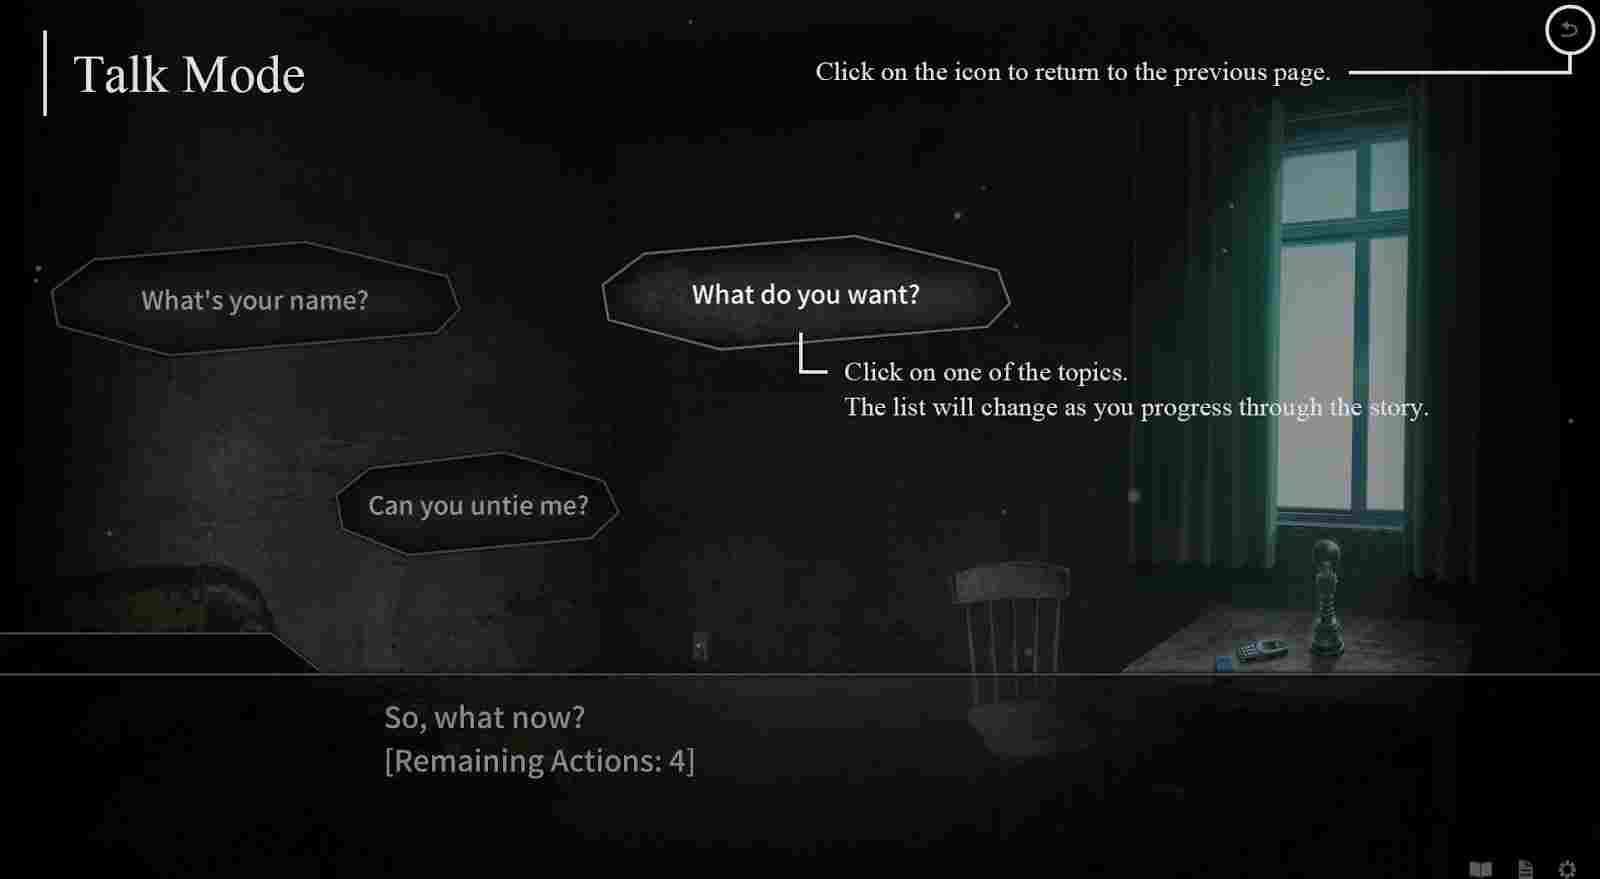 Talk Mode
Click on the icon to return to the previous page.
What's your name?
What do you want?
Click on one of the topics.
The list will change as you progress through the story.
Can you untie me?
So, what now?
[Remaining Actions: 4]